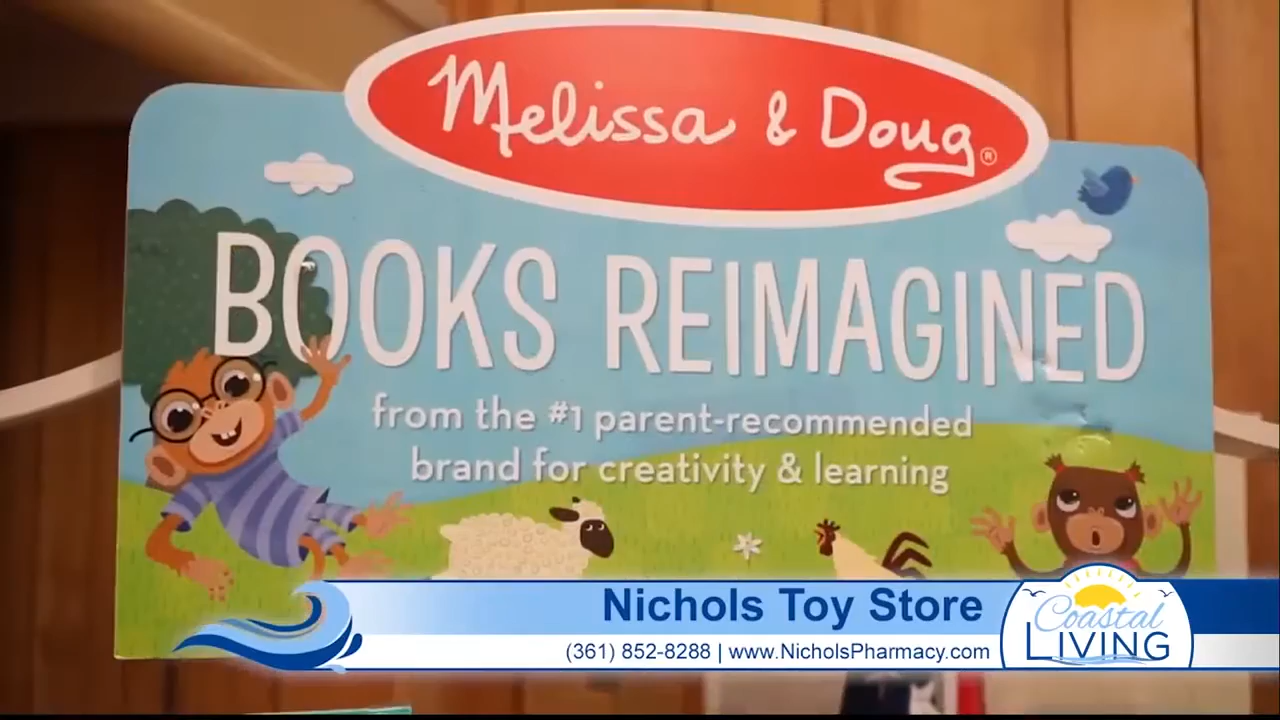 Melissa & Doug®
BOOKS REIMAGINED
from the #1 parent-recommended
brand for creativity & learning
Nichols Toy Store
(361) 852-8288 | www.NicholsPharmacy.com
Coastal
LIVING